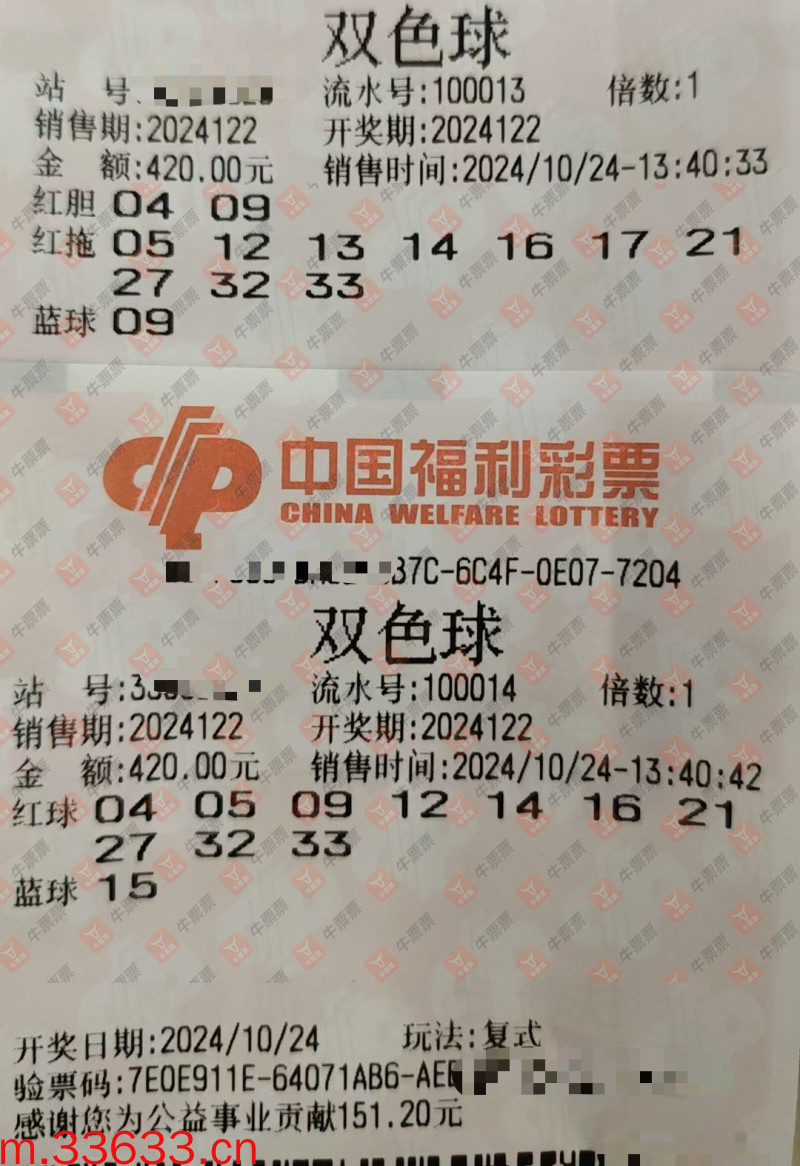 双色球
站 号:
流水号:100013 倍数:1
销售期:2024122 开奖期:2024122
金 额:420.00元 销售时间:2024/10/24-13:40:33
红胆 04 09
红拖 05 12 13 14 16 17 21
27 32 33
蓝球 09
中国福利彩票
CHINA WELFARE LOTTERY
B7C-6C4F-0E07-7204
双色球
站 号:
流水号:100014 倍数:1
销售期:2024122 开奖期:2024122
金 额:420.00元 销售时间:2024/10/24-13:40:42
红球 04 05 09 12 14 16 21
27 32 33
蓝球 15
开奖日期:2024/10/24 玩法:复式
验票码:7E0E911E-64071AB6-AEE
感谢您为公益事业贡献151.20元
m.33633.cn
牛票票